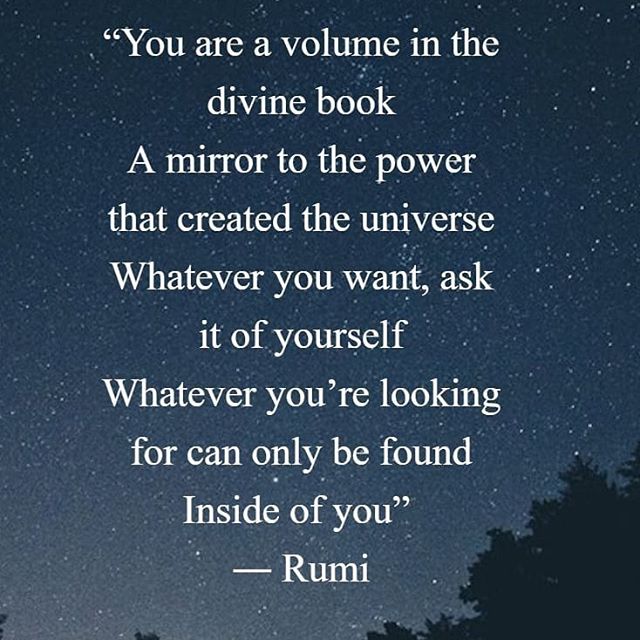 “You are a volume in the
divine book
A mirror to the power
that created the universe
Whatever you want, ask
it of yourself
Whatever you’re looking
for can only be found
Inside of you”
— Rumi